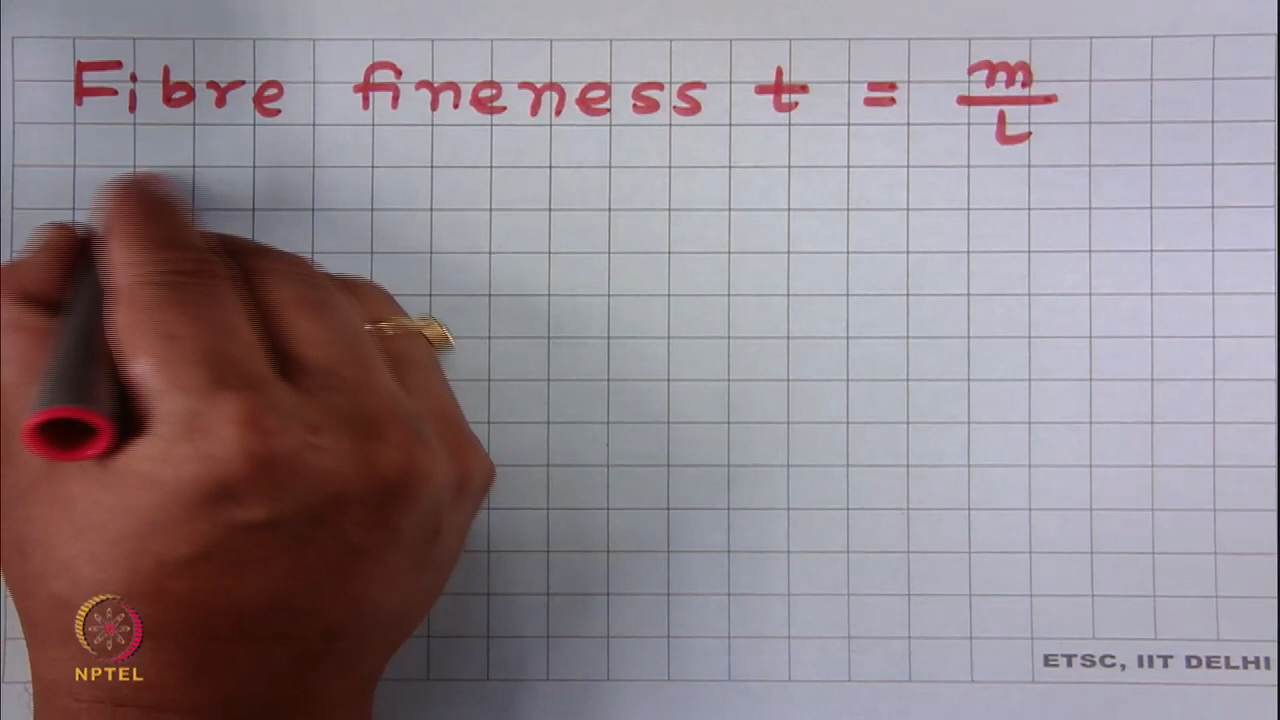 Fibre fineness t = m/L
NPTEL
ETSC, IIT DELHI